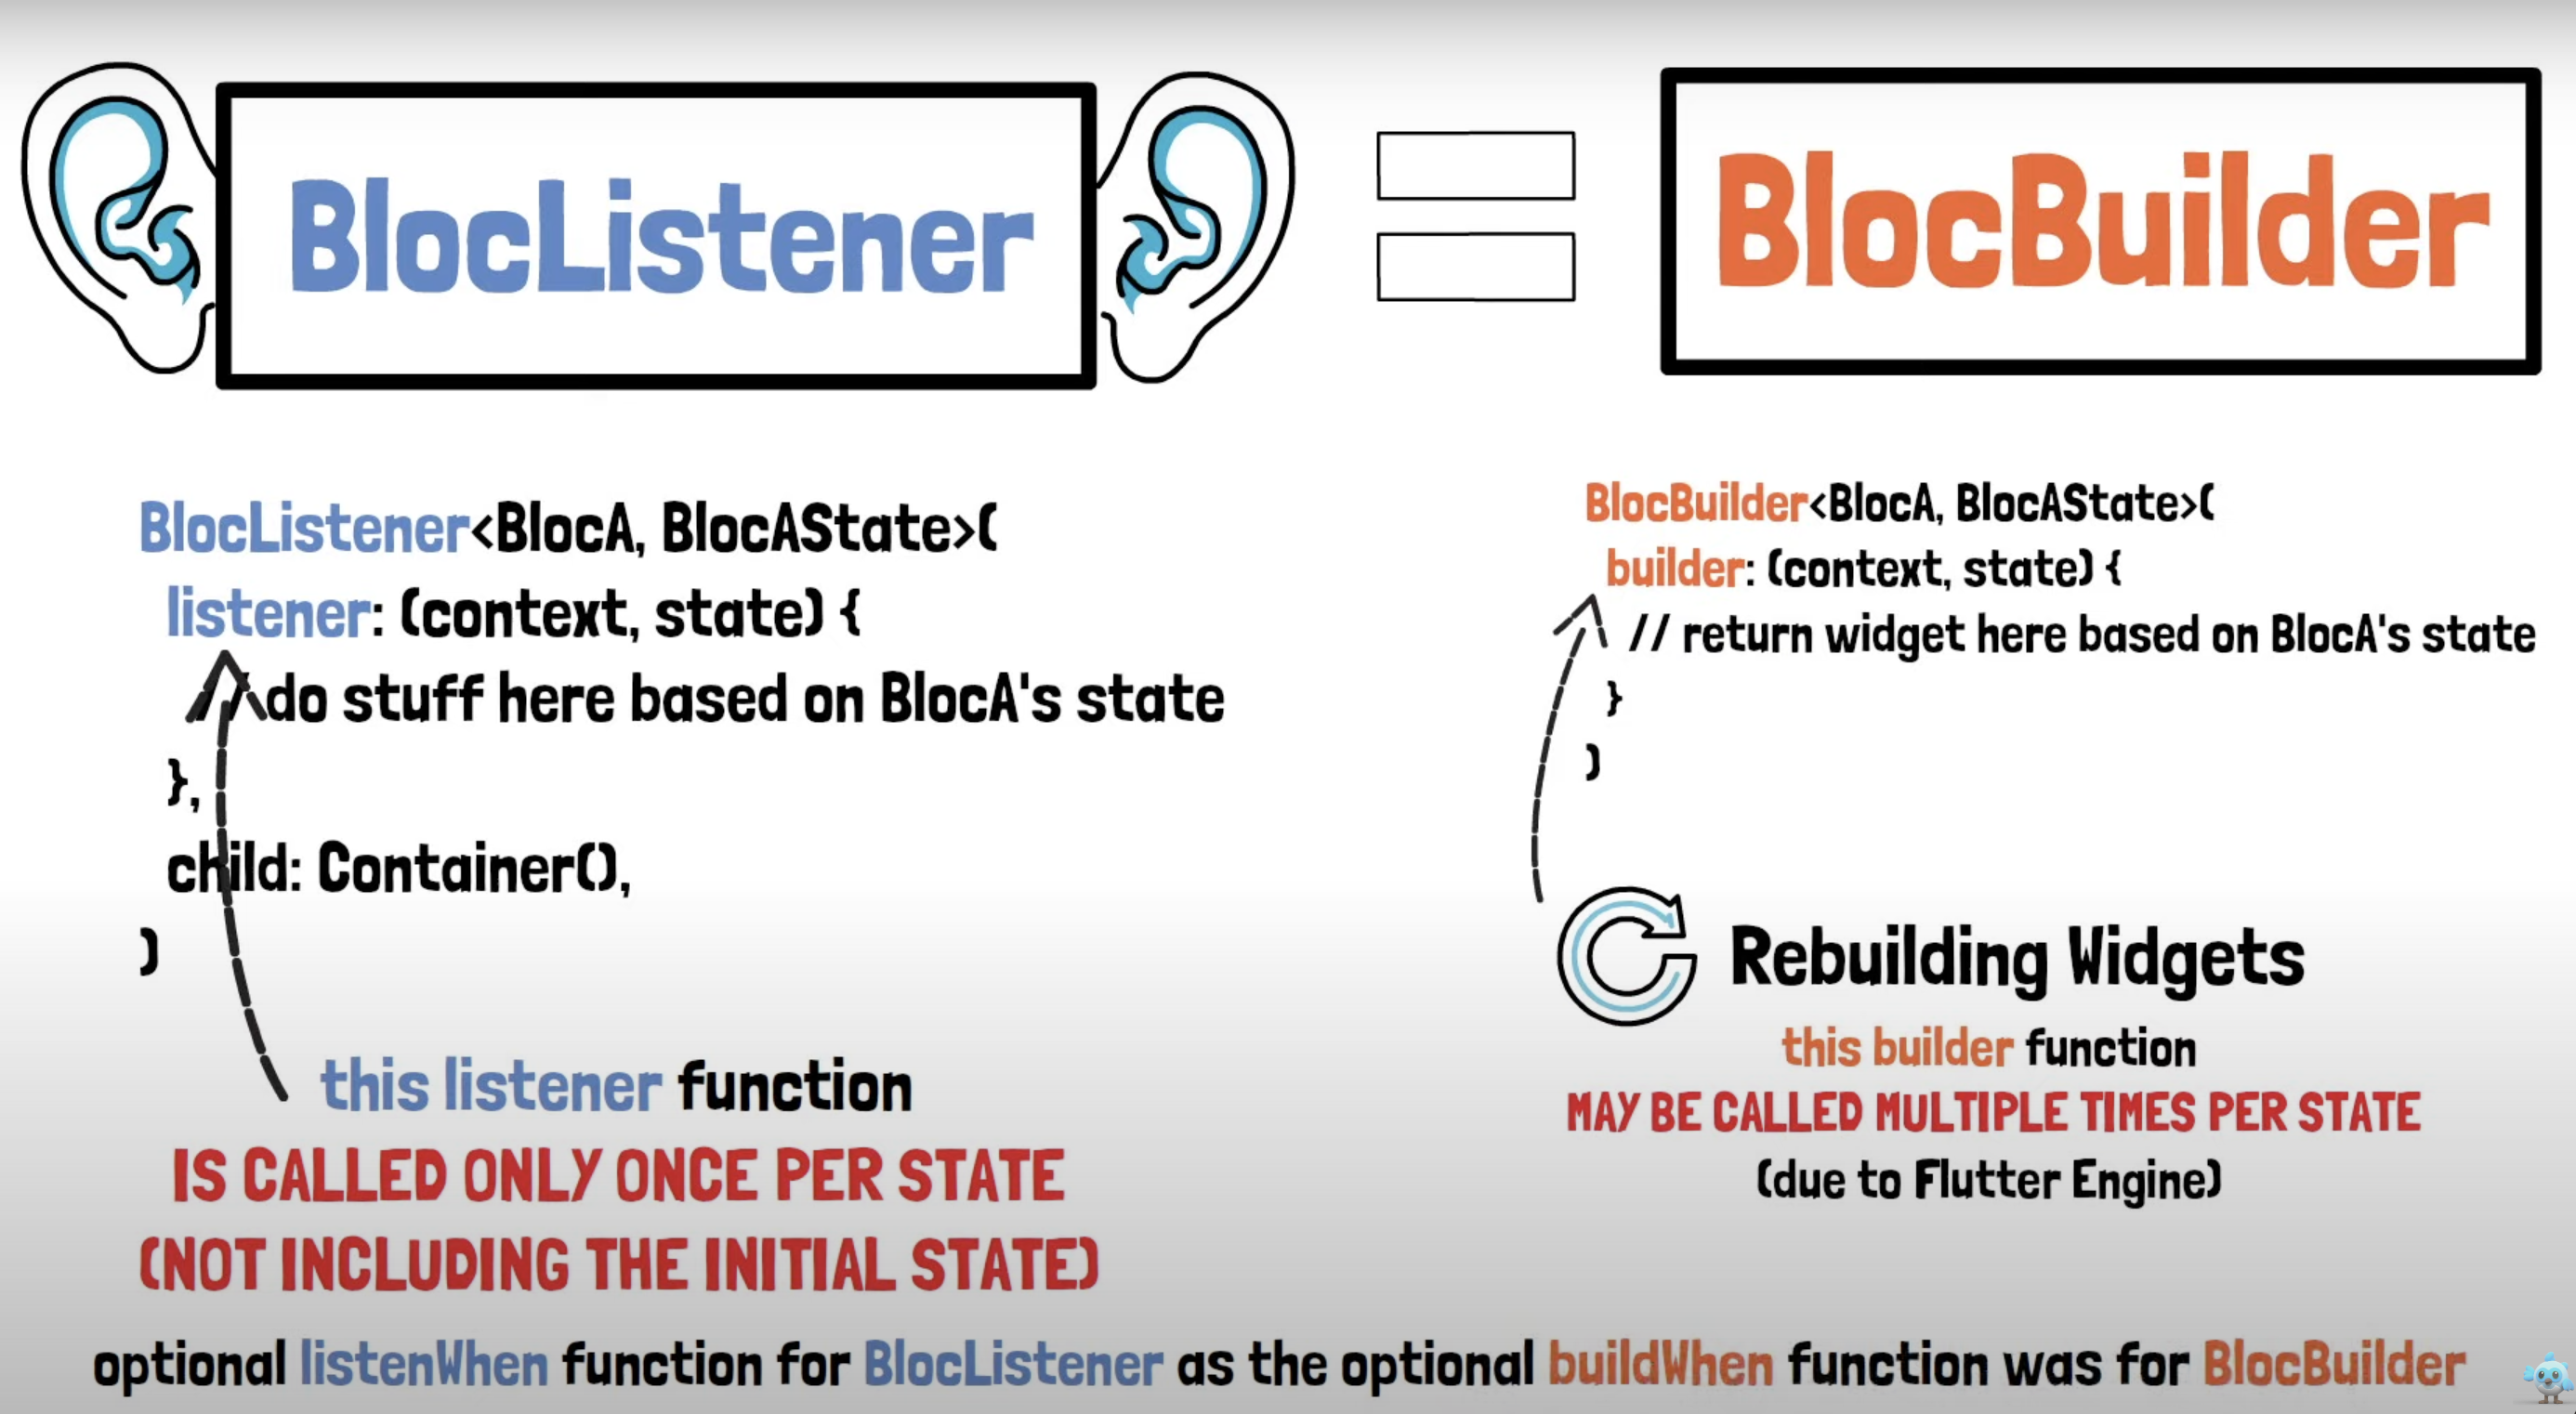 BlocListener
BlocBuilder
BlocListener<BlocA, BlocAState>(
listener: (context, state) {
// do stuff here based on BlocA's state
},
child: Container(),
)
this listener function
IS CALLED ONLY ONCE PER STATE
(NOT INCLUDING THE INITIAL STATE)
BlocBuilder<BlocA, BlocAState>(
builder: (context, state) {
// return widget here based on BlocA's state
}
)
Rebuilding Widgets
this builder function
MAY BE CALLED MULTIPLE TIMES PER STATE
(due to Flutter Engine)
optional listenWhen function for BlocListener as the optional buildWhen function was for BlocBuilder